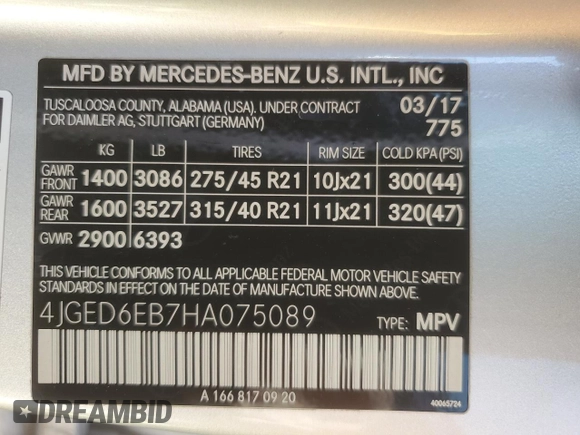 MFD BY MERCEDES-BENZ U.S. INTL., INC
TUSCALOOSA COUNTY, ALABAMA (USA). UNDER CONTRACT 03/17
FOR DAIMLER AG, STUTTGART (GERMANY) 775
KG LB TIRES RIM SIZE COLD KPA (PSI)
GAWR FRONT 1400 3086 275/45 R21 10Jx21 300(44)
GAWR REAR 1600 3527 315/40 R21 11Jx21 320(47)
GVWR 2900 6393
THIS VEHICLE CONFORMS TO ALL APPLICABLE FEDERAL MOTOR VEHICLE SAFETY
STANDARDS IN EFFECT ON THE DATE OF MANUFACTURE SHOWN ABOVE.
4JGED6EB7HA075089 TYPE: MPV
A 166 817 09 20
40065724
DREAMBID